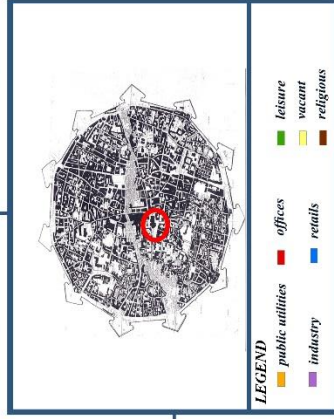 LEGEND
public utilities
offices
leisure
vacant
industry
retails
religious